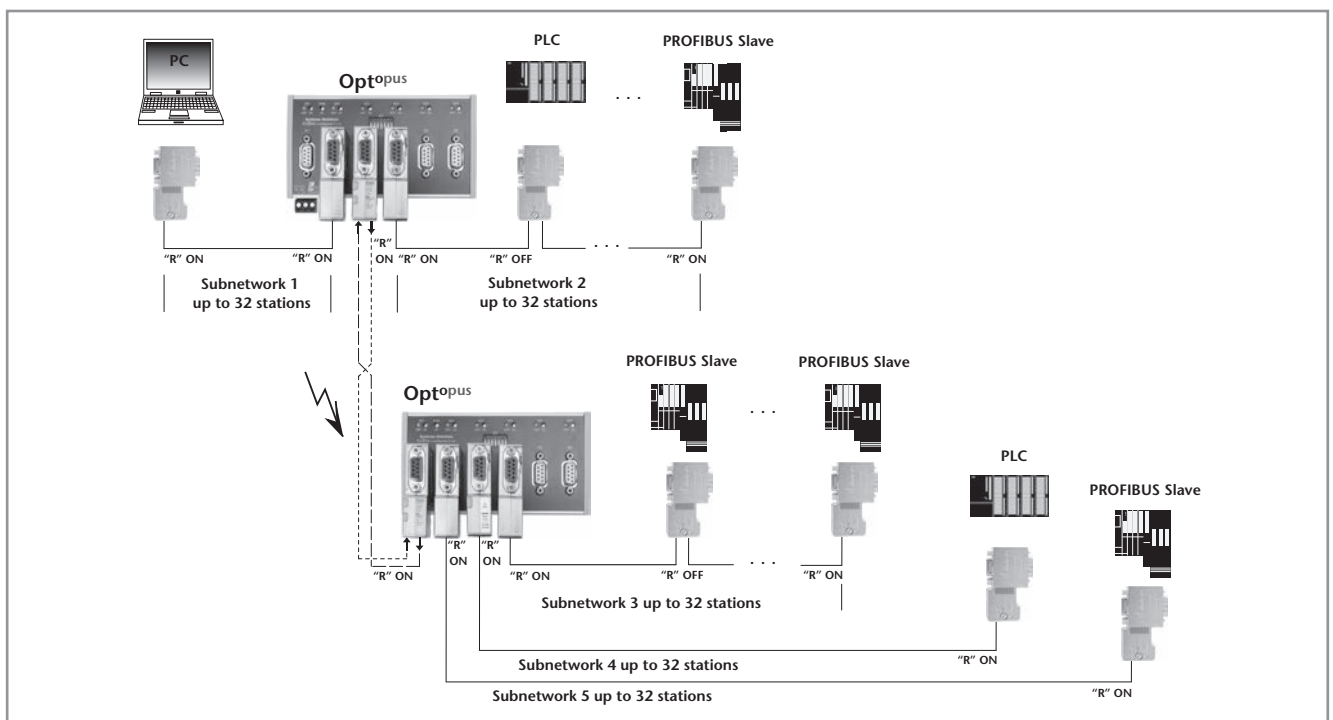 PC
Optopus
PLC
. . .
PROFIBUS Slave
“R” ON
“R” ON
“R”
ON
“R” ON
“R” OFF
. . .
“R” ON
Subnetwork 1
up to 32 stations
Subnetwork 2
up to 32 stations
Optopus
PROFIBUS Slave
. . .
PROFIBUS Slave
PLC
PROFIBUS Slave
“R” ON
“R”
ON
“R”
ON
“R” ON
“R” OFF
. . .
“R” ON
Subnetwork 3 up to 32 stations
Subnetwork 4 up to 32 stations
“R” ON
Subnetwork 5 up to 32 stations
“R” ON